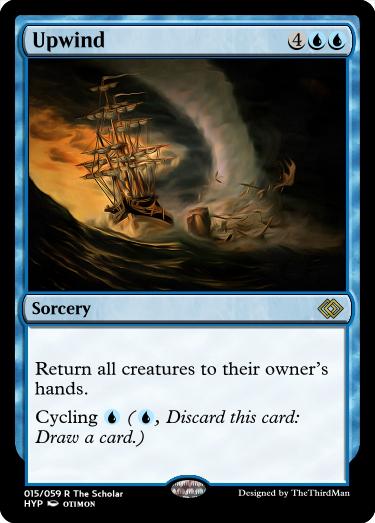 Upwind 4
Sorcery
Return all creatures to their owner's
hands.
Cycling ( , Discard this card:
Draw a card.)
015/059 R The Scholar
HYP OTIMON
Designed by TheThirdMan